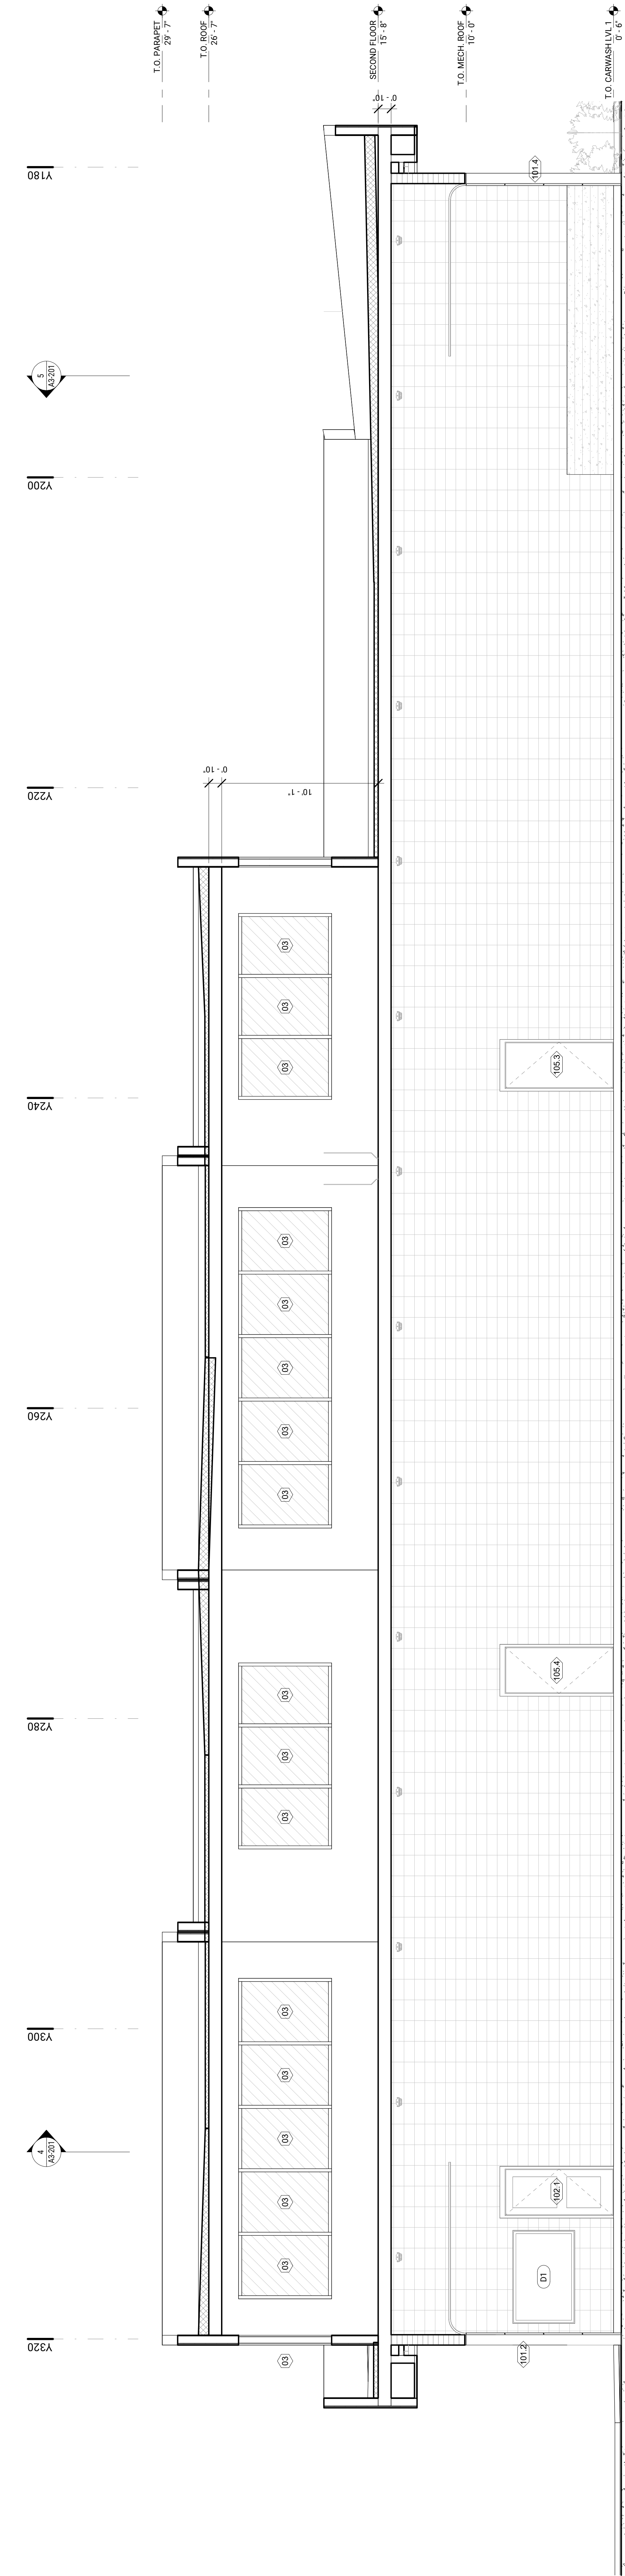 T.O. PARAPET
29' - 7"
T.O. ROOF
26' - 7"
SECOND FLOOR
15' - 8"
T.O. MECH. ROOF
10' - 0"
T.O. CARWASH LVL 1
0' - 6"
0' - 10"
Y180
101.4
5
A3-201
Y200
0' - 10"
10' - 1"
Y220
03
03
03
105.3
Y240
03
03
03
03
03
Y260
105.4
03
03
03
Y280
03
03
03
03
03
Y300
4
A3-201
102.1
D1
Y320
03
101.2